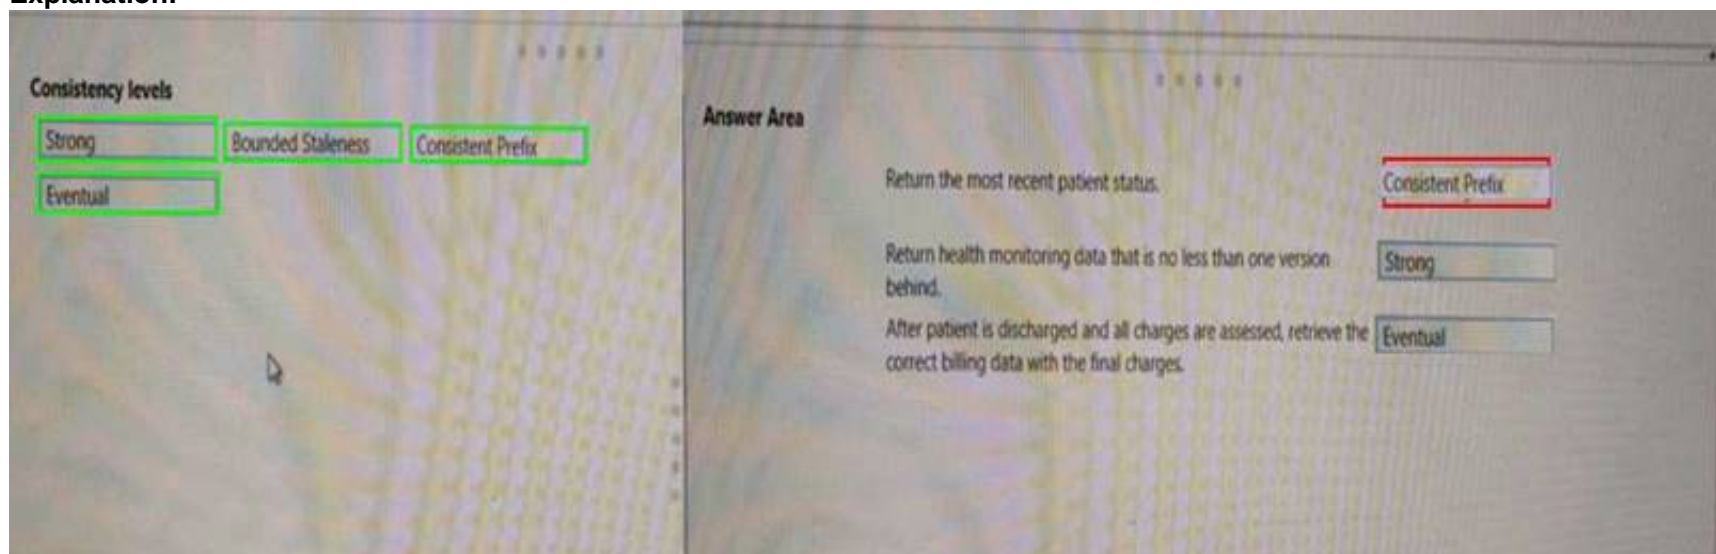 Explanation:
Consistency levels
Strong
Bounded Staleness
Consistent Prefix
Eventual
Answer Area
Return the most recent patient status.
Consistent Prefix
Return health monitoring data that is no less than one version
behind.
Strong
After patient is discharged and all charges are assessed, retrieve the
correct billing data with the final charges.
Eventual